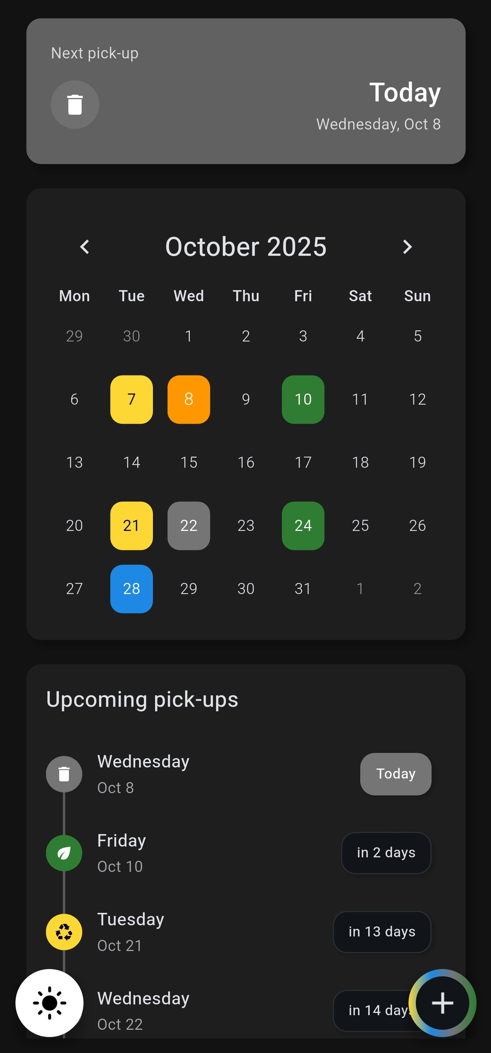 Next pick-up
Today
Wednesday, Oct 8
October 2025
Mon Tue Wed Thu Fri Sat Sun
29 30 1 2 3 4 5
6 7 8 9 10 11 12
13 14 15 16 17 18 19
20 21 22 23 24 25 26
27 28 29 30 31 1 2
Upcoming pick-ups
Wednesday
Oct 8
Today
Friday
Oct 10
in 2 days
Tuesday
Oct 21
in 13 days
Wednesday
Oct 22
in 14 day